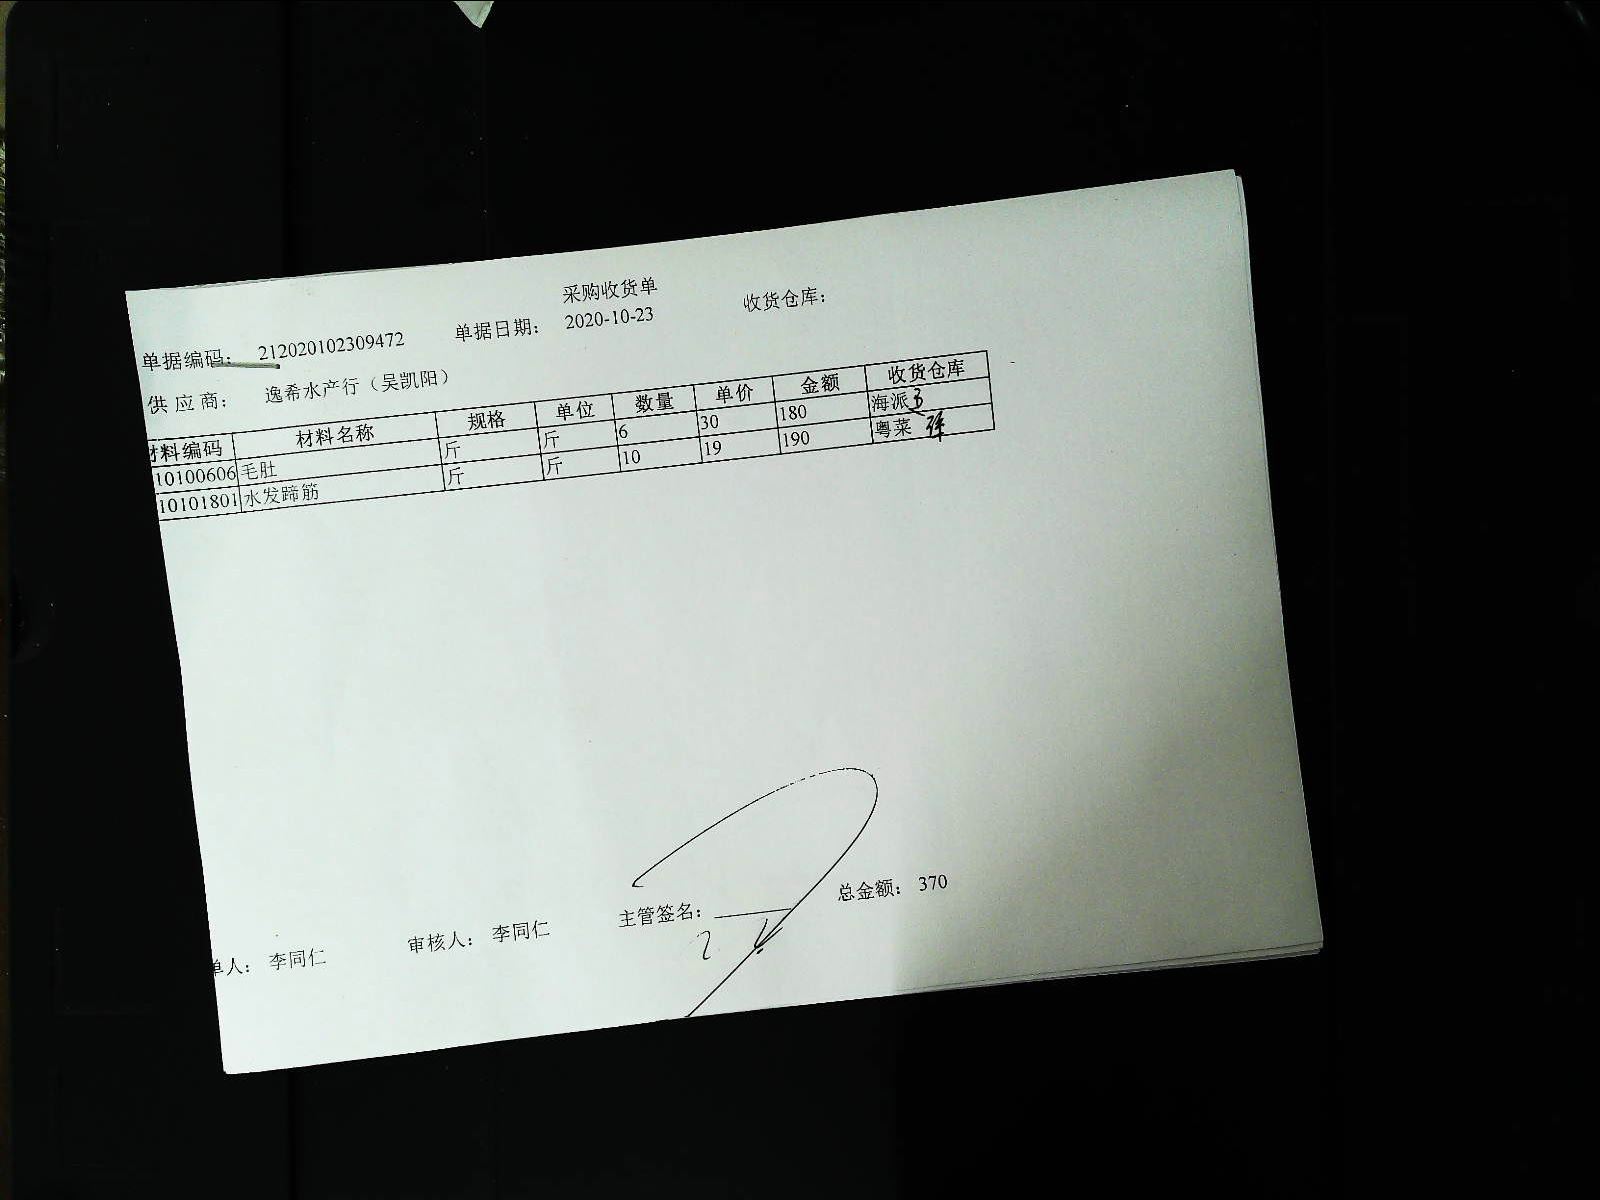 采购收货单
单据编码： 212020102309472 单据日期： 2020-10-23 收货仓库：
供 应 商： 逸希水产行（吴凯阳）
材料编码 材料名称 规格 单位 数量 单价 金额 收货仓库
10100606 毛肚 斤 斤 6 30 180 海派
10101801 水发蹄筋 斤 斤 10 19 190 粤菜
单人： 李同仁 审核人： 李同仁 主管签名： 总金额： 370